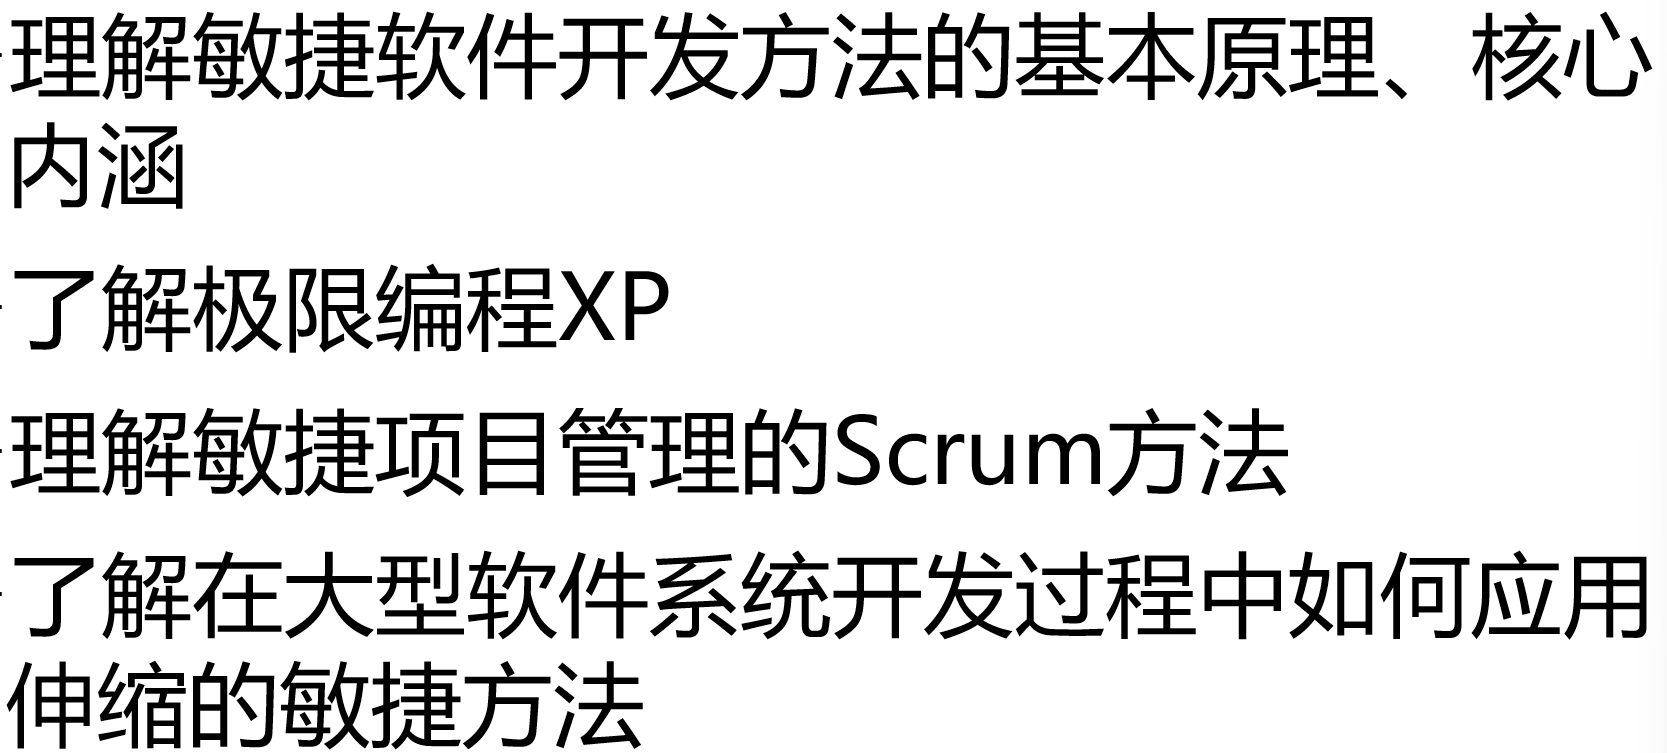 理解敏捷软件开发方法的基本原理、核心
内涵
了解极限编程XP
理解敏捷项目管理的Scrum方法
了解在大型软件系统开发过程中如何应用
伸缩的敏捷方法